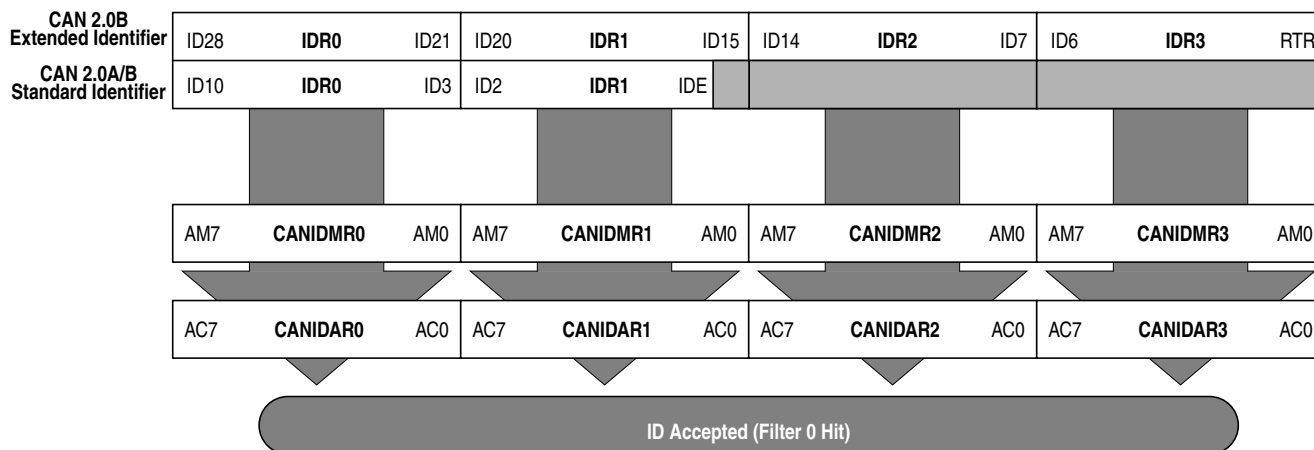 CAN 2.0B
Extended Identifier
ID28 IDR0 ID21 ID20 IDR1 ID15 ID14 IDR2 ID7 ID6 IDR3 RTR
CAN 2.0A/B
Standard Identifier
ID10 IDR0 ID3 ID2 IDR1 IDE
AM7 CANIDMR0 AM0 AM7 CANIDMR1 AM0 AM7 CANIDMR2 AM0 AM7 CANIDMR3 AM0
AC7 CANIDAR0 AC0 AC7 CANIDAR1 AC0 AC7 CANIDAR2 AC0 AC7 CANIDAR3 AC0
ID Accepted (Filter 0 Hit)